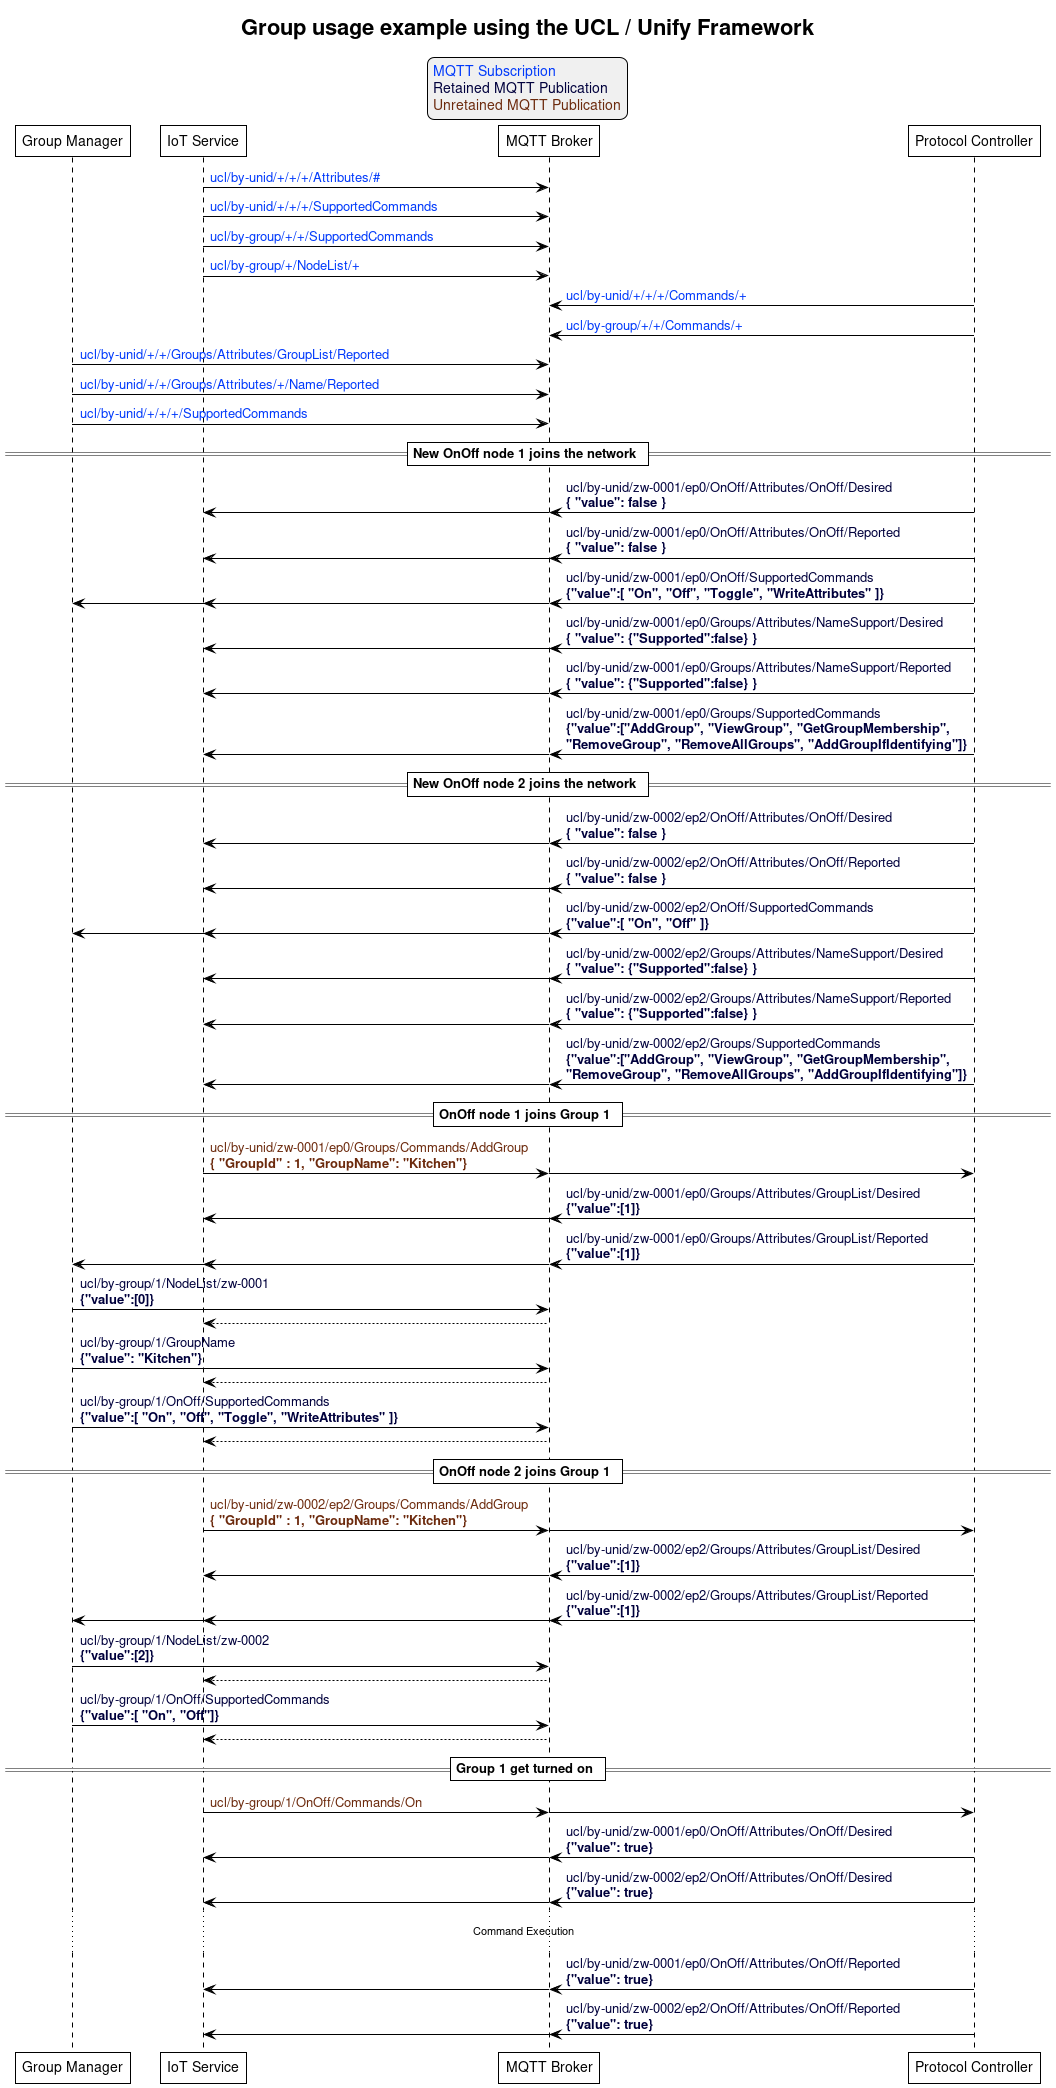 Group usage example using the UCL / Unify Framework
MQTT Subscription
Retained MQTT Publication
Unretained MQTT Publication
Group Manager
IoT Service
MQTT Broker
Protocol Controller
ucl/by-unid/+/+/+/Attributes/#
ucl/by-unid/+/+/+/SupportedCommands
ucl/by-group/+/+/SupportedCommands
ucl/by-group/+/NodeList/+
ucl/by-unid/+/+/+/Commands/+
ucl/by-group/+/+/Commands/+
ucl/by-unid/+/+/Groups/Attributes/GroupList/Reported
ucl/by-unid/+/+/Groups/Attributes/+/Name/Reported
ucl/by-unid/+/+/+/SupportedCommands
New OnOff node 1 joins the network
ucl/by-unid/zw-0001/ep0/OnOff/Attributes/OnOff/Desired
{ "value": false }
ucl/by-unid/zw-0001/ep0/OnOff/Attributes/OnOff/Reported
{ "value": false }
ucl/by-unid/zw-0001/ep0/OnOff/SupportedCommands
{"value":[ "On", "Off", "Toggle", "WriteAttributes" ]}
ucl/by-unid/zw-0001/ep0/Groups/Attributes/NameSupport/Desired
{ "value": {"Supported":false} }
ucl/by-unid/zw-0001/ep0/Groups/Attributes/NameSupport/Reported
{ "value": {"Supported":false} }
ucl/by-unid/zw-0001/ep0/Groups/SupportedCommands
{"value":["AddGroup", "ViewGroup", "GetGroupMembership",
"RemoveGroup", "RemoveAllGroups", "AddGroupIfIdentifying"]}
New OnOff node 2 joins the network
ucl/by-unid/zw-0002/ep2/OnOff/Attributes/OnOff/Desired
{ "value": false }
ucl/by-unid/zw-0002/ep2/OnOff/Attributes/OnOff/Reported
{ "value": false }
ucl/by-unid/zw-0002/ep2/OnOff/SupportedCommands
{"value":[ "On", "Off" ]}
ucl/by-unid/zw-0002/ep2/Groups/Attributes/NameSupport/Desired
{ "value": {"Supported":false} }
ucl/by-unid/zw-0002/ep2/Groups/Attributes/NameSupport/Reported
{ "value": {"Supported":false} }
ucl/by-unid/zw-0002/ep2/Groups/SupportedCommands
{"value":["AddGroup", "ViewGroup", "GetGroupMembership",
"RemoveGroup", "RemoveAllGroups", "AddGroupIfIdentifying"]}
OnOff node 1 joins Group 1
ucl/by-unid/zw-0001/ep0/Groups/Commands/AddGroup
{ "GroupId" : 1, "GroupName": "Kitchen"}
ucl/by-unid/zw-0001/ep0/Groups/Attributes/GroupList/Desired
{"value":[1]}
ucl/by-unid/zw-0001/ep0/Groups/Attributes/GroupList/Reported
{"value":[1]}
ucl/by-group/1/NodeList/zw-0001
{"value":[0]}
ucl/by-group/1/GroupName
{"value": "Kitchen"}
ucl/by-group/1/OnOff/SupportedCommands
{"value":[ "On", "Off", "Toggle", "WriteAttributes" ]}
OnOff node 2 joins Group 1
ucl/by-unid/zw-0002/ep2/Groups/Commands/AddGroup
{ "GroupId" : 1, "GroupName": "Kitchen"}
ucl/by-unid/zw-0002/ep2/Groups/Attributes/GroupList/Desired
{"value":[1]}
ucl/by-unid/zw-0002/ep2/Groups/Attributes/GroupList/Reported
{"value":[1]}
ucl/by-group/1/NodeList/zw-0002
{"value":[2]}
ucl/by-group/1/OnOff/SupportedCommands
{"value":[ "On", "Off"]}
Group 1 get turned on
ucl/by-group/1/OnOff/Commands/On
ucl/by-unid/zw-0001/ep0/OnOff/Attributes/OnOff/Desired
{"value": true}
ucl/by-unid/zw-0002/ep2/OnOff/Attributes/OnOff/Desired
{"value": true}
Command Execution
ucl/by-unid/zw-0001/ep0/OnOff/Attributes/OnOff/Reported
{"value": true}
ucl/by-unid/zw-0002/ep2/OnOff/Attributes/OnOff/Reported
{"value": true}
Group Manager
IoT Service
MQTT Broker
Protocol Controller